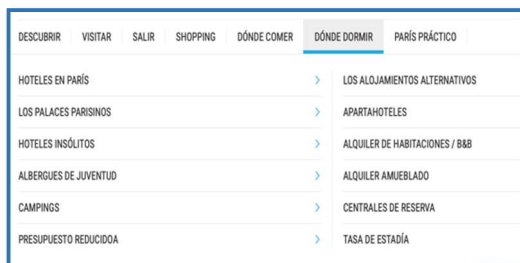 DESCUBRIR VISITAR SALIR SHOPPING DÓNDE COMER DÓNDE DORMIR PARÍS PRÁCTICO
HOTELES EN PARÍS
LOS PALACES PARISINOS
HOTELES INSÓLITOS
ALBERGUES DE JUVENTUD
CAMPINGS
PRESUPUESTO REDUCIDOA
LOS ALOJAMIENTOS ALTERNATIVOS
APARTAHOTELES
ALQUILER DE HABITACIONES / B&B
ALQUILER AMUEBLADO
CENTRALES DE RESERVA
TASA DE ESTADÍA